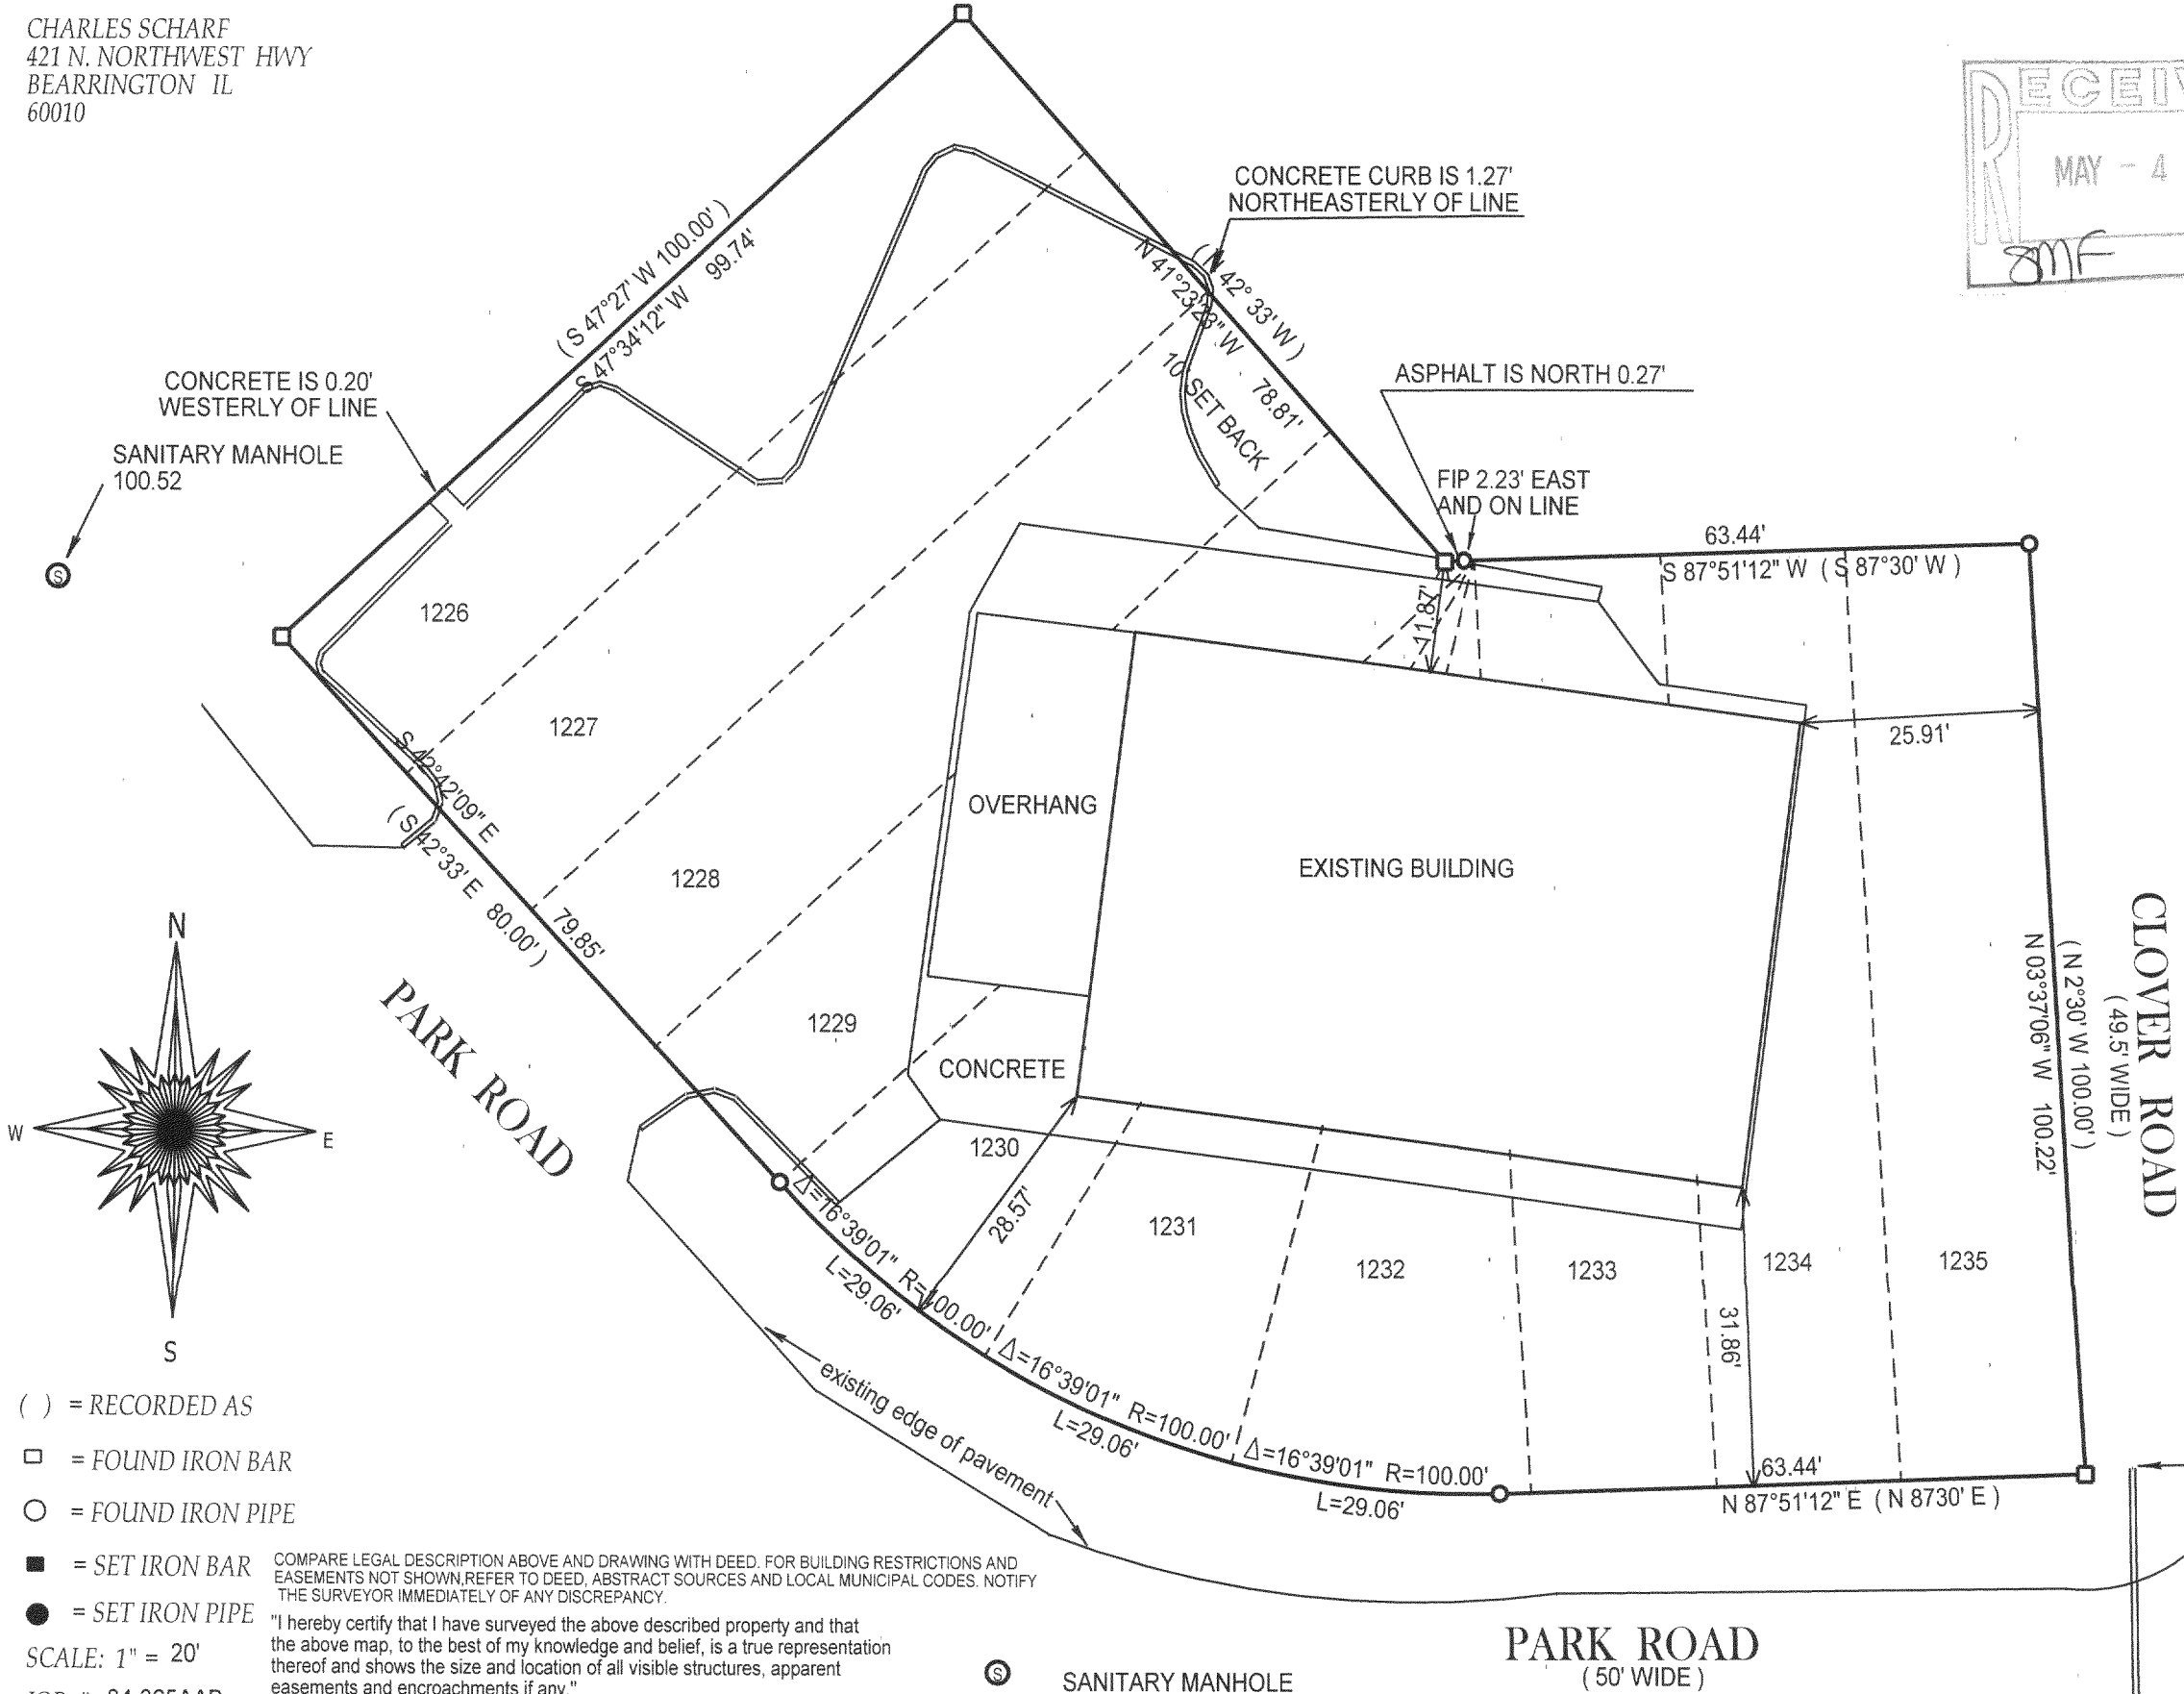 CHARLES SCHARF
421 N. NORTHWEST HWY
BEARRINGTON IL
60010
MAY - 4
SMF
CONCRETE CURB IS 1.27'
NORTHEASTERLY OF LINE
( S 47°27' W 100.00' )
S 47°34'12" W 99.74'
( N 42° 33' W )
N 41°23'23" W 78.81'
10' SET BACK
CONCRETE IS 0.20'
WESTERLY OF LINE
SANITARY MANHOLE
100.52
S
ASPHALT IS NORTH 0.27'
FIP 2.23' EAST
AND ON LINE
63.44'
S 87°51'12" W ( S 87°30' W )
11.87'
25.91'
1226
1227
1228
1229
S 42°42'09" E
( S 42°33' E 80.00' )
79.85'
OVERHANG
EXISTING BUILDING
CONCRETE
CLOVER ROAD
( 49.5' WIDE )
( N 2°30' W 100.00' )
N 03°37'06" W 100.22'
N
W
E
S
PARK ROAD
1230
1231
1232
1233
1234
1235
28.57'
31.86'
Δ=16°39'01" R=100.00'
L=29.06'
Δ=16°39'01" R=100.00'
L=29.06'
Δ=16°39'01" R=100.00'
L=29.06'
63.44'
N 87°51'12" E ( N 8730' E )
existing edge of pavement
( ) = RECORDED AS
= FOUND IRON BAR
= FOUND IRON PIPE
= SET IRON BAR
= SET IRON PIPE
SCALE: 1" = 20'
COMPARE LEGAL DESCRIPTION ABOVE AND DRAWING WITH DEED. FOR BUILDING RESTRICTIONS AND
EASEMENTS NOT SHOWN,REFER TO DEED, ABSTRACT SOURCES AND LOCAL MUNICIPAL CODES. NOTIFY
THE SURVEYOR IMMEDIATELY OF ANY DISCREPANCY.
"I hereby certify that I have surveyed the above described property and that
the above map, to the best of my knowledge and belief, is a true representation
thereof and shows the size and location of all visible structures, apparent
easements and encroachments if any."
S
SANITARY MANHOLE
PARK ROAD
( 50' WIDE )